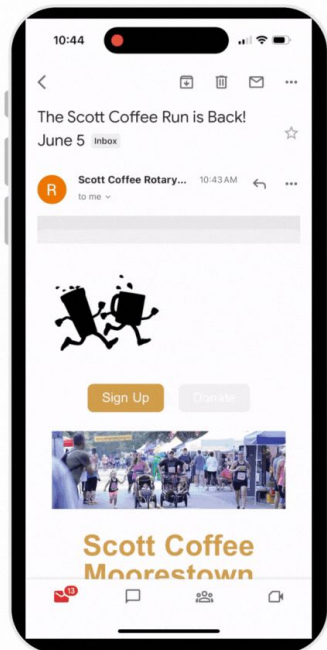 10:44
The Scott Coffee Run is Back!
June 5 Inbox
R
Scott Coffee Rotary... 10:43 AM
to me
Sign Up Donate
Scott Coffee
Moorestown
13